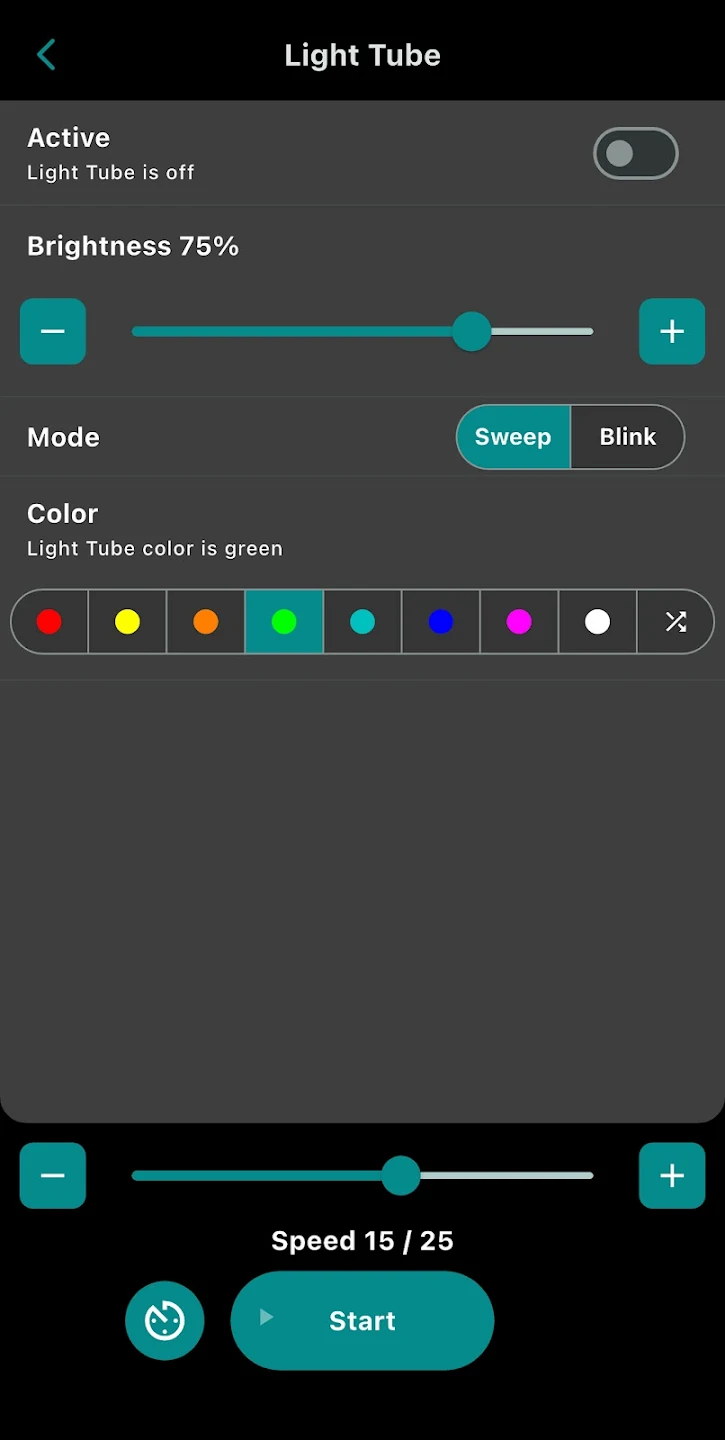 Light Tube
Active
Light Tube is off
Brightness 75%
Mode
Sweep
Blink
Color
Light Tube color is green
Speed 15 / 25
Start